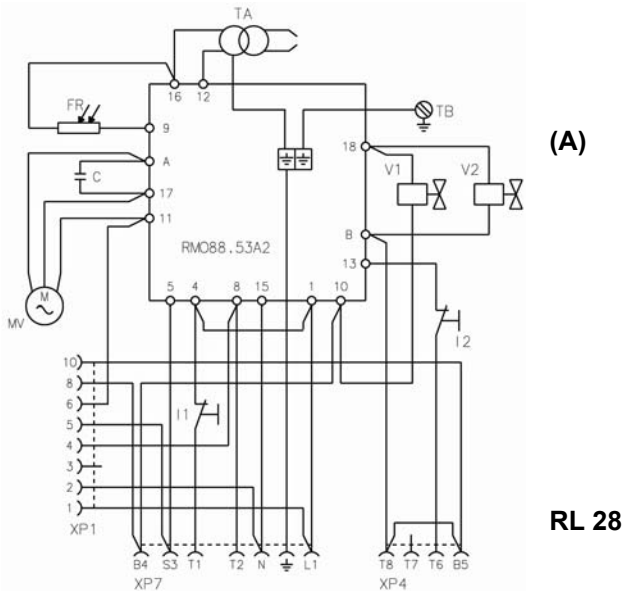 TA
16 12
FR
9
TB
(A)
A
18
V1 V2
C
17
11
B
RMO88.53A2
13
5 4 8 15 1 10
M
MV
I2
10
8
6
I1
5
4
3
2
1
RL 28
XP1
B4 S3 T1 T2 N L1 T8 T7 T6 B5
XP7 XP4